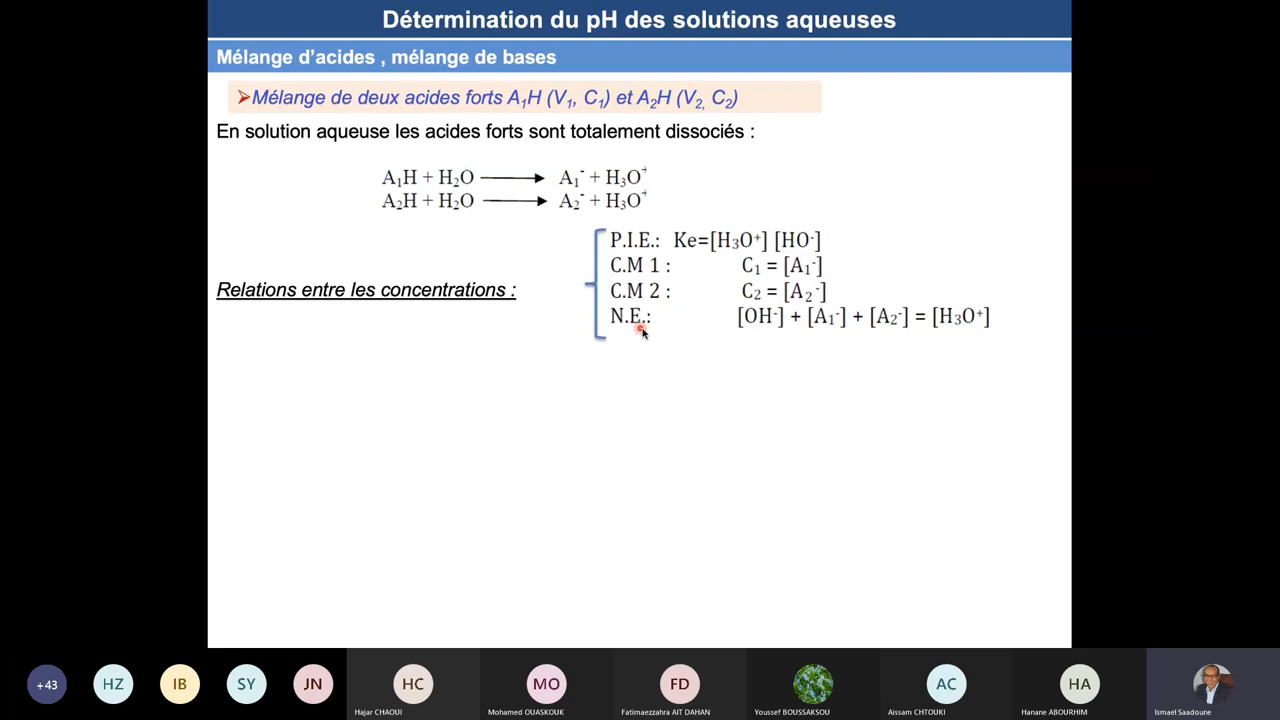 Détermination du pH des solutions aqueuses
Mélange d'acides , mélange de bases
➢Mélange de deux acides forts A₁H (V₁, C₁) et A₂H (V₂, C₂)
En solution aqueuse les acides forts sont totalement dissociés :
A₁H + H₂O ⟶ A₁⁻ + H₃O⁺
A₂H + H₂O ⟶ A₂⁻ + H₃O⁺
P.I.E.: Ke=[H₃O⁺] [HO⁻]
C.M 1 : C₁ = [A₁⁻]
C.M 2 : C₂ = [A₂⁻]
N.E.: [OH⁻] + [A₁⁻] + [A₂⁻] = [H₃O⁺]
Relations entre les concentrations :
+43 HZ IB SY JN HC MO FD AC HA
Hajar CHAOUI Mohamed OUASKOUK Fatimaezzahra AIT DAHAN Youssef BOUSSAKSOU Aissam CHTOUKI Hanane ABOURHIM Ismael Saadoune